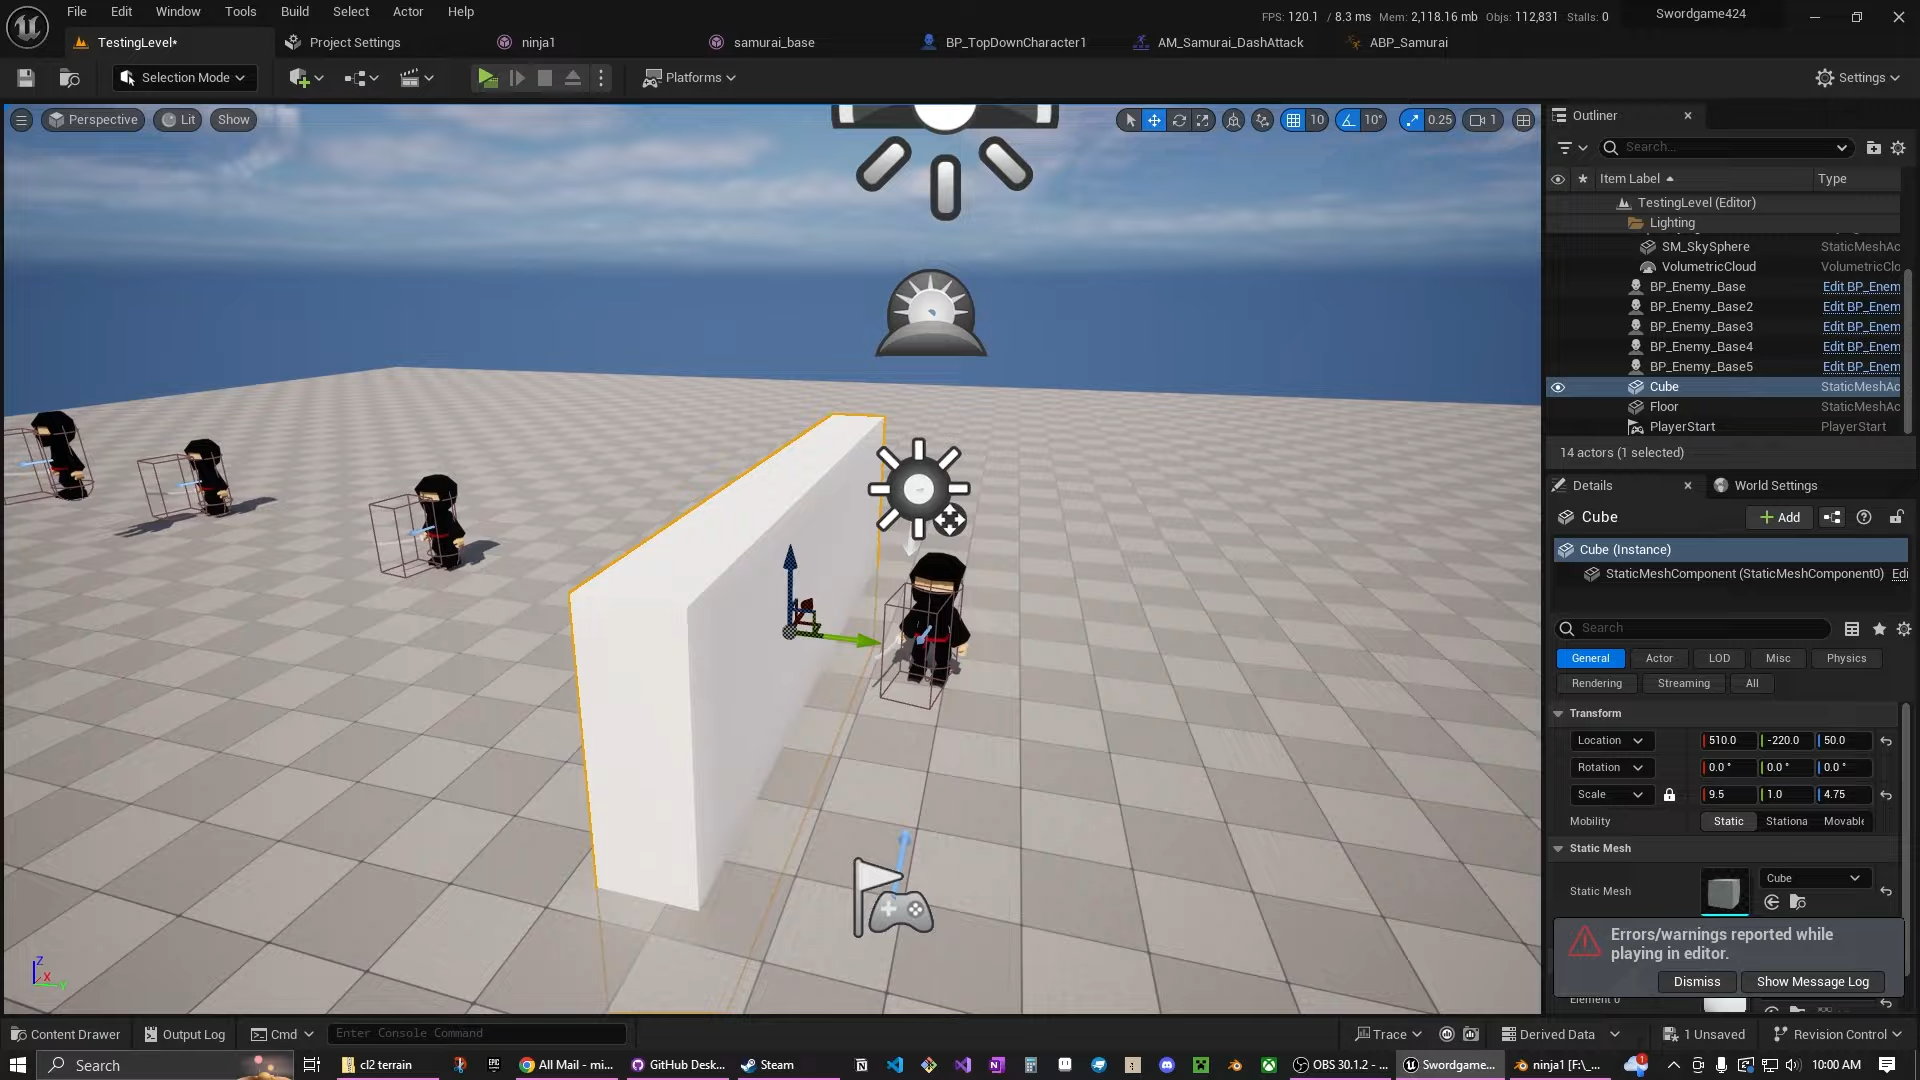 File Edit Window Tools Build Select Actor Help
FPS: 120.1 / 8.3 ms Mem: 2,118.16 mb Objs: 112,831 Stalls: 0
Swordgame424
TestingLevel*
Project Settings
ninja1
samurai_base
BP_TopDownCharacter1
AM_Samurai_DashAttack
ABP_Samurai
Selection Mode
Platforms
Settings
Perspective
Lit
Show
10
10°
0.25
1
Outliner
Search...
Item Label
Type
TestingLevel (Editor)
Lighting
SM_SkySphere StaticMeshAc
VolumetricCloud VolumetricClo
BP_Enemy_Base Edit BP_Enem
BP_Enemy_Base2 Edit BP_Enem
BP_Enemy_Base3 Edit BP_Enem
BP_Enemy_Base4 Edit BP_Enem
BP_Enemy_Base5 Edit BP_Enem
Cube StaticMeshAc
Floor StaticMeshAc
PlayerStart PlayerStart
14 actors (1 selected)
Details
World Settings
Cube
Add
Cube (Instance)
StaticMeshComponent (StaticMeshComponent0) Edi
Search
General Actor LOD Misc Physics
Rendering Streaming All
Transform
Location 510.0 -220.0 50.0
Rotation 0.0° 0.0° 0.0°
Scale 9.5 1.0 4.75
Mobility Static Stationa Movable
Static Mesh
Static Mesh
Cube
Errors/warnings reported while
playing in editor.
Dismiss
Show Message Log
Element 0
Z
X
Y
Content Drawer
Output Log
Cmd
Enter Console Command
Trace
Derived Data
1 Unsaved
Revision Control
Search
cl2 terrain
EPIC
All Mail - mi...
GitHub Desk...
Steam
OBS 30.1.2 - ...
Swordgame...
ninja1 [F:\_...
1
10:00 AM